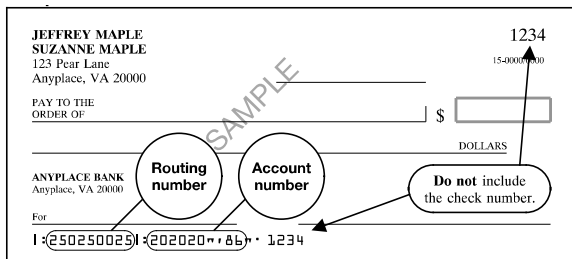 JEFFREY MAPLE
1234
SUZANNE MAPLE
123 Pear Lane
15-0000/0000
Anyplace, VA 20000
SAMPLE
PAY TO THE
ORDER OF
$
DOLLARS
ANYPLACE BANK
Anyplace, VA 20000
Routing
number
Account
number
Do not include
the check number.
For
|:250250025|:202020"'86"' 1234